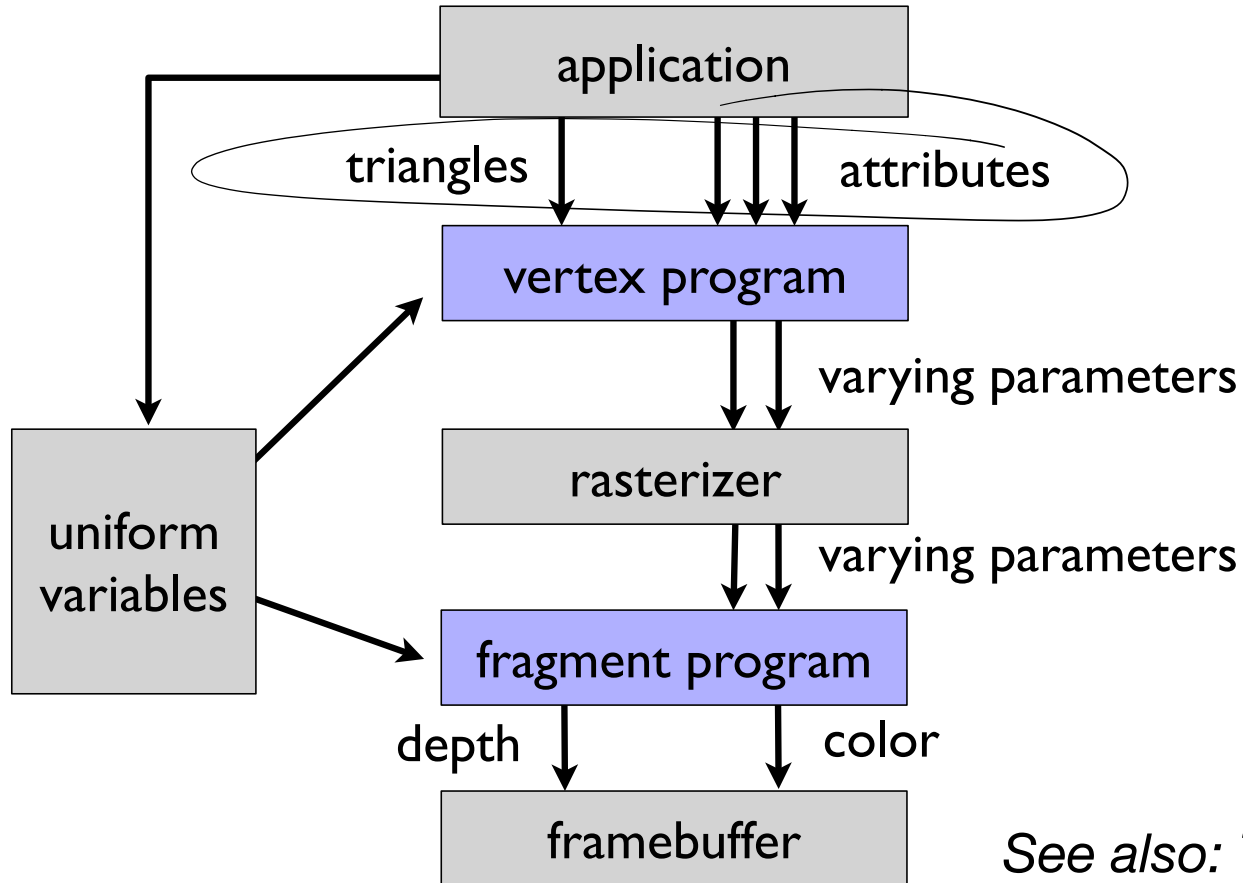 application
triangles
attributes
vertex program
varying parameters
rasterizer
uniform
variables
varying parameters
fragment program
depth
color
framebuffer
See also: